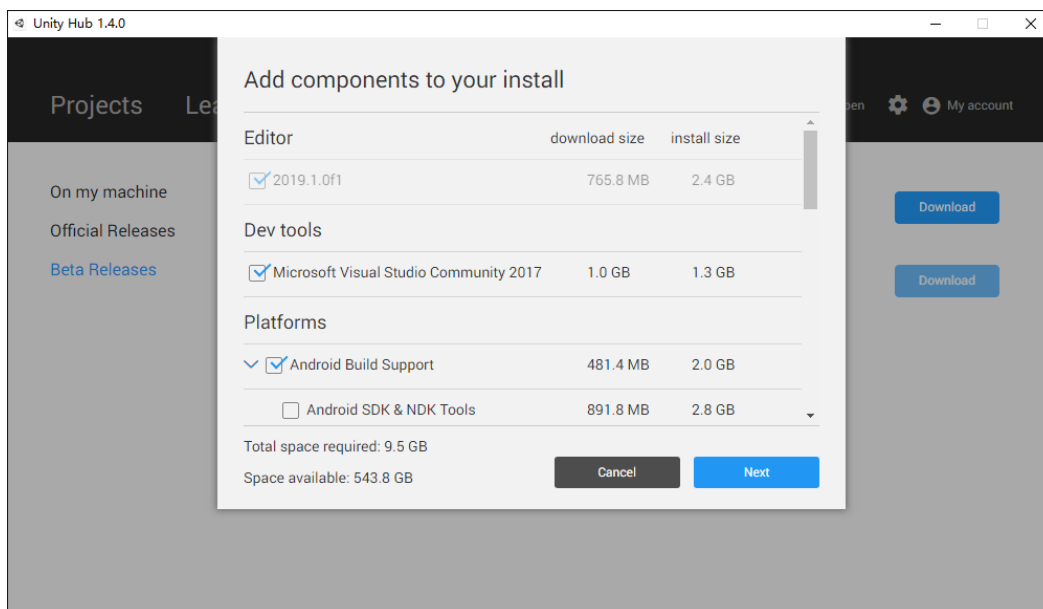 Unity Hub 1.4.0
Add components to your install
Projects
My account
Editor download size install size
2019.1.0f1 765.8 MB 2.4 GB
On my machine
Download
Official Releases
Dev tools
Beta Releases
Microsoft Visual Studio Community 2017 1.0 GB 1.3 GB
Download
Platforms
Android Build Support 481.4 MB 2.0 GB
Android SDK & NDK Tools 891.8 MB 2.8 GB
Total space required: 9.5 GB
Space available: 543.8 GB
Cancel
Next